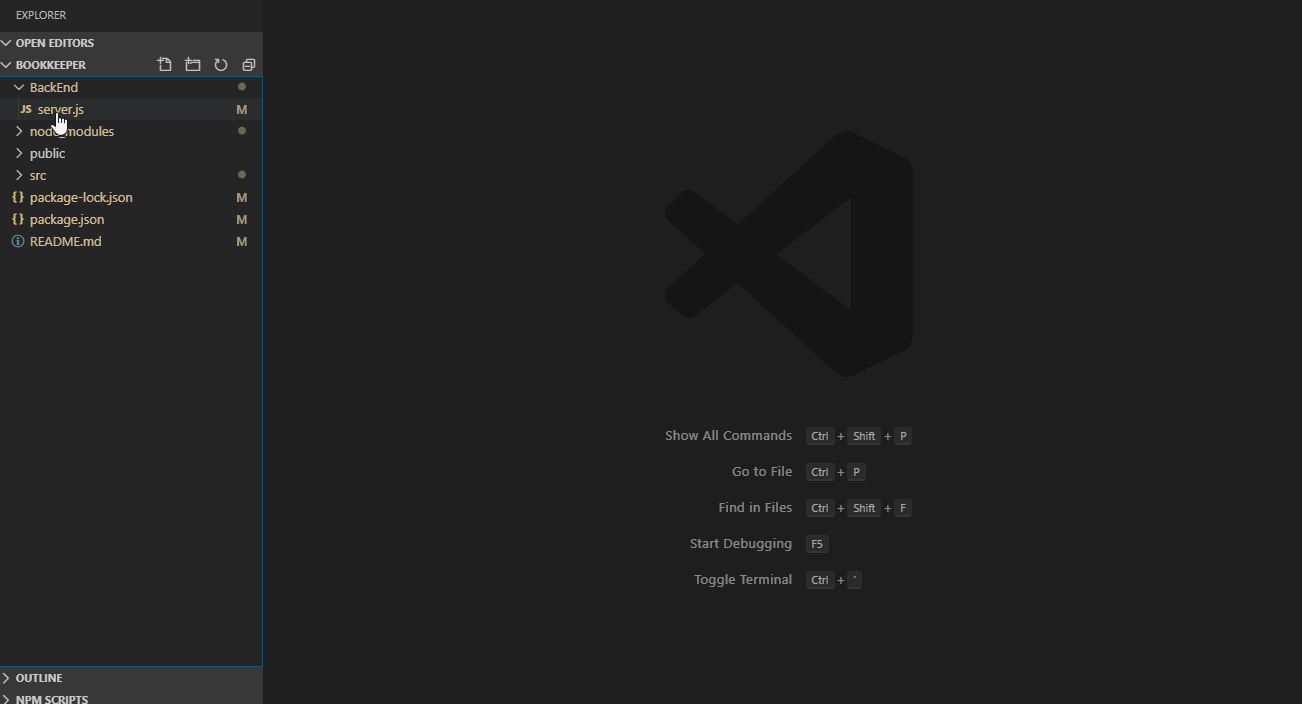 EXPLORER
OPEN EDITORS
BOOKKEEPER
BackEnd
JS server.js M
node_modules
public
src
{} package-lock.json M
{} package.json M
README.md M
OUTLINE
NPM SCRIPTS
Show All Commands Ctrl + Shift + P
Go to File Ctrl + P
Find in Files Ctrl + Shift + F
Start Debugging F5
Toggle Terminal Ctrl + `